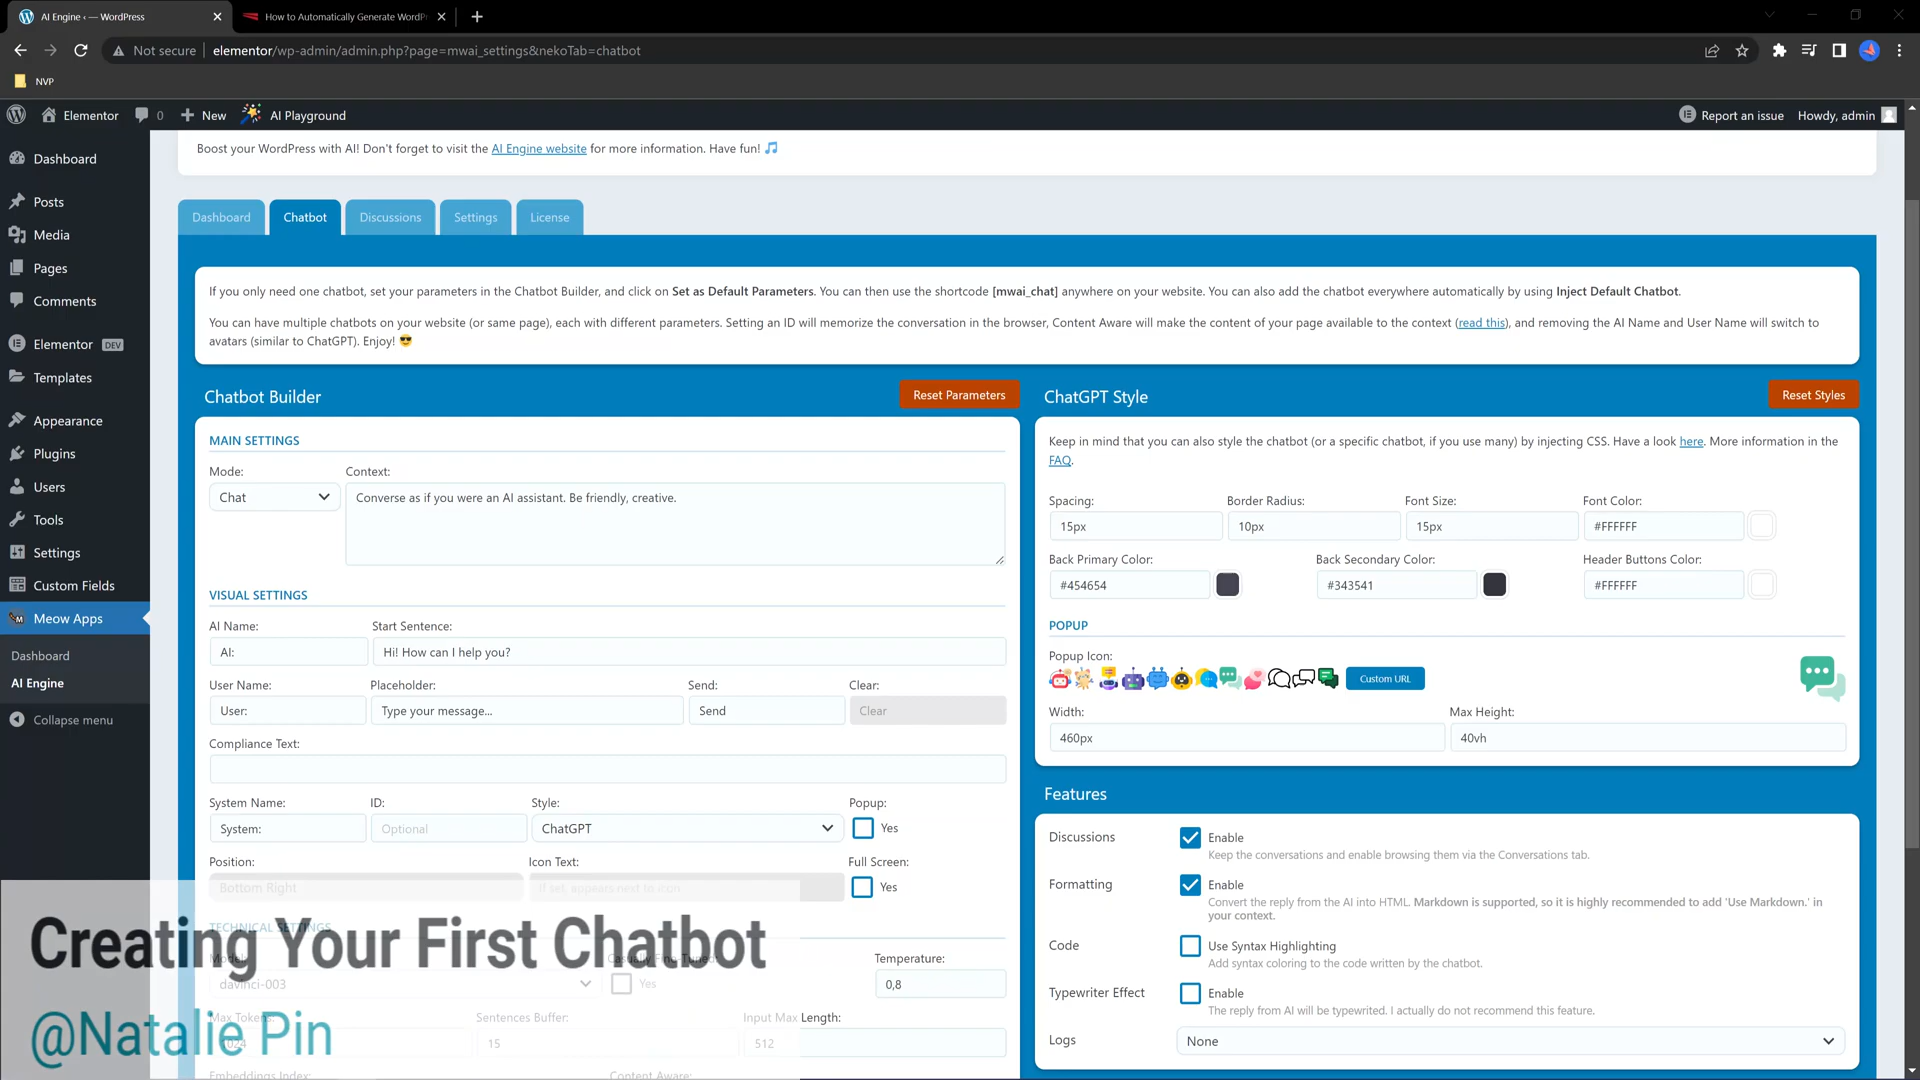 AI Engine ‹ — WordPress
How to Automatically Generate WordPr
Not secure
elementor/wp-admin/admin.php?page=mwai_settings&nekoTab=chatbot
NVP
Elementor
0
New
AI Playground
Report an issue
Howdy, admin
Dashboard
Posts
Media
Pages
Comments
Elementor DEV
Templates
Appearance
Plugins
Users
Tools
Settings
Custom Fields
Meow Apps
Dashboard
AI Engine
Collapse menu
Boost your WordPress with AI! Don't forget to visit the AI Engine website for more information. Have fun! 🎵
Dashboard
Chatbot
Discussions
Settings
License
If you only need one chatbot, set your parameters in the Chatbot Builder, and click on Set as Default Parameters. You can then use the shortcode [mwai_chat] anywhere on your website. You can also add the chatbot everywhere automatically by using Inject Default Chatbot.
You can have multiple chatbots on your website (or same page), each with different parameters. Setting an ID will memorize the conversation in the browser, Content Aware will make the content of your page available to the context (read this), and removing the AI Name and User Name will switch to
avatars (similar to ChatGPT). Enjoy! 😎
Chatbot Builder
Reset Parameters
MAIN SETTINGS
Mode:
Context:
Chat
Converse as if you were an AI assistant. Be friendly, creative.
VISUAL SETTINGS
AI Name:
Start Sentence:
AI:
Hi! How can I help you?
User Name:
Placeholder:
Send:
Clear:
User:
Type your message...
Send
Clear
Compliance Text:
System Name:
ID:
Style:
Popup:
System:
Optional
ChatGPT
Yes
Position:
Icon Text:
Full Screen:
Bottom Right
If set, appears next to icon
Yes
TECHNICAL SETTINGS
Model:
Casually Fine-Tuned:
Temperature:
davinci-003
Yes
0,8
Max Tokens:
Sentences Buffer:
Input Max Length:
1024
15
512
Embeddings Index:
Content Aware:
ChatGPT Style
Reset Styles
Keep in mind that you can also style the chatbot (or a specific chatbot, if you use many) by injecting CSS. Have a look here. More information in the
FAQ.
Spacing:
Border Radius:
Font Size:
Font Color:
15px
10px
15px
#FFFFFF
Back Primary Color:
Back Secondary Color:
Header Buttons Color:
#454654
#343541
#FFFFFF
POPUP
Popup Icon:
Custom URL
Width:
Max Height:
460px
40vh
Features
Discussions
Enable
Keep the conversations and enable browsing them via the Conversations tab.
Formatting
Enable
Convert the reply from the AI into HTML. Markdown is supported, so it is highly recommended to add 'Use Markdown.' in
your context.
Code
Use Syntax Highlighting
Add syntax coloring to the code written by the chatbot.
Typewriter Effect
Enable
The reply from AI will be typewrited. I actually do not recommend this feature.
Logs
None
Creating Your First Chatbot
@Natalie Pin